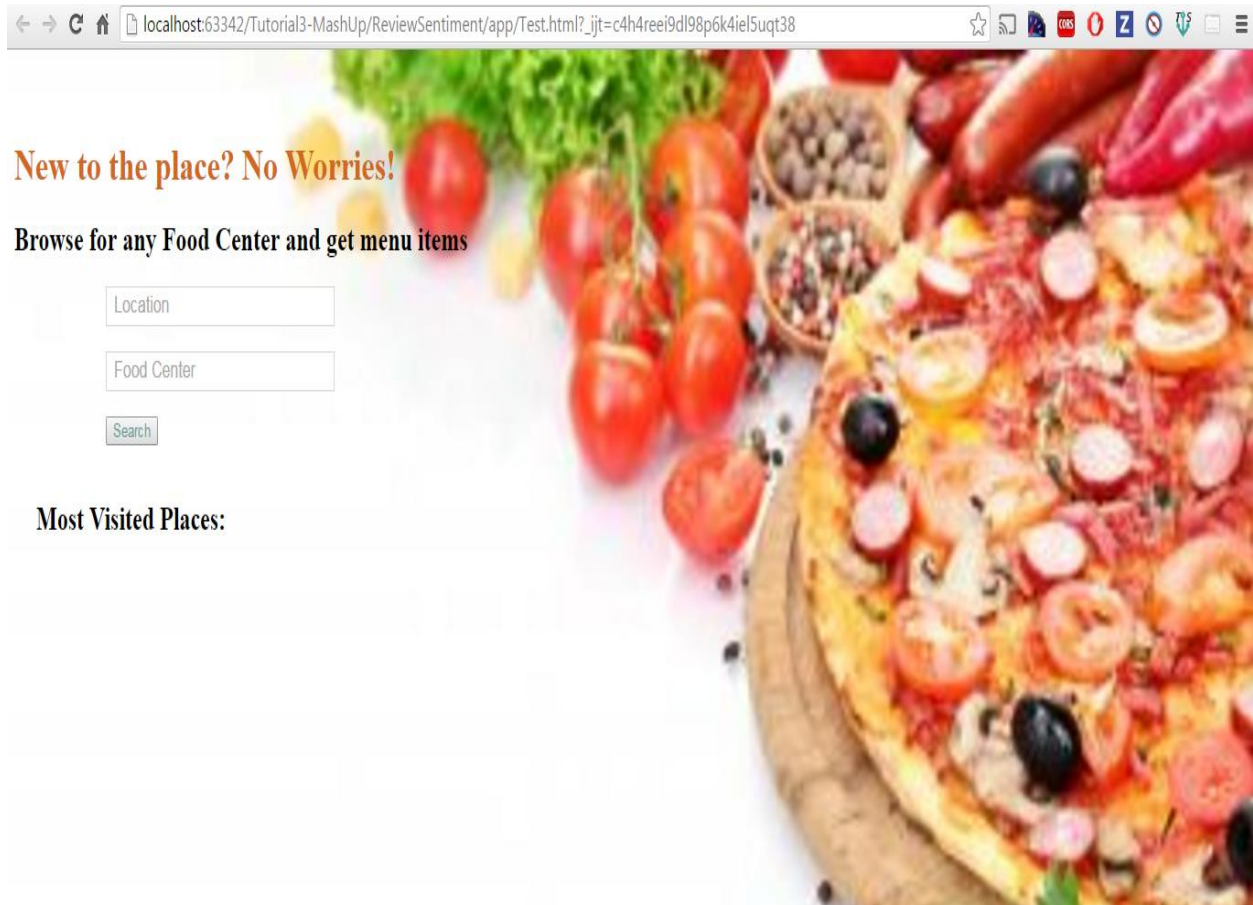 localhost:63342/Tutorial3-MashUp/ReviewSentiment/app/Test.html?_ijt=c4h4reei9dl98p6k4iel5uqt38
CORS
Z
New to the place? No Worries!
Browse for any Food Center and get menu items
Location
Food Center
Search
Most Visited Places: